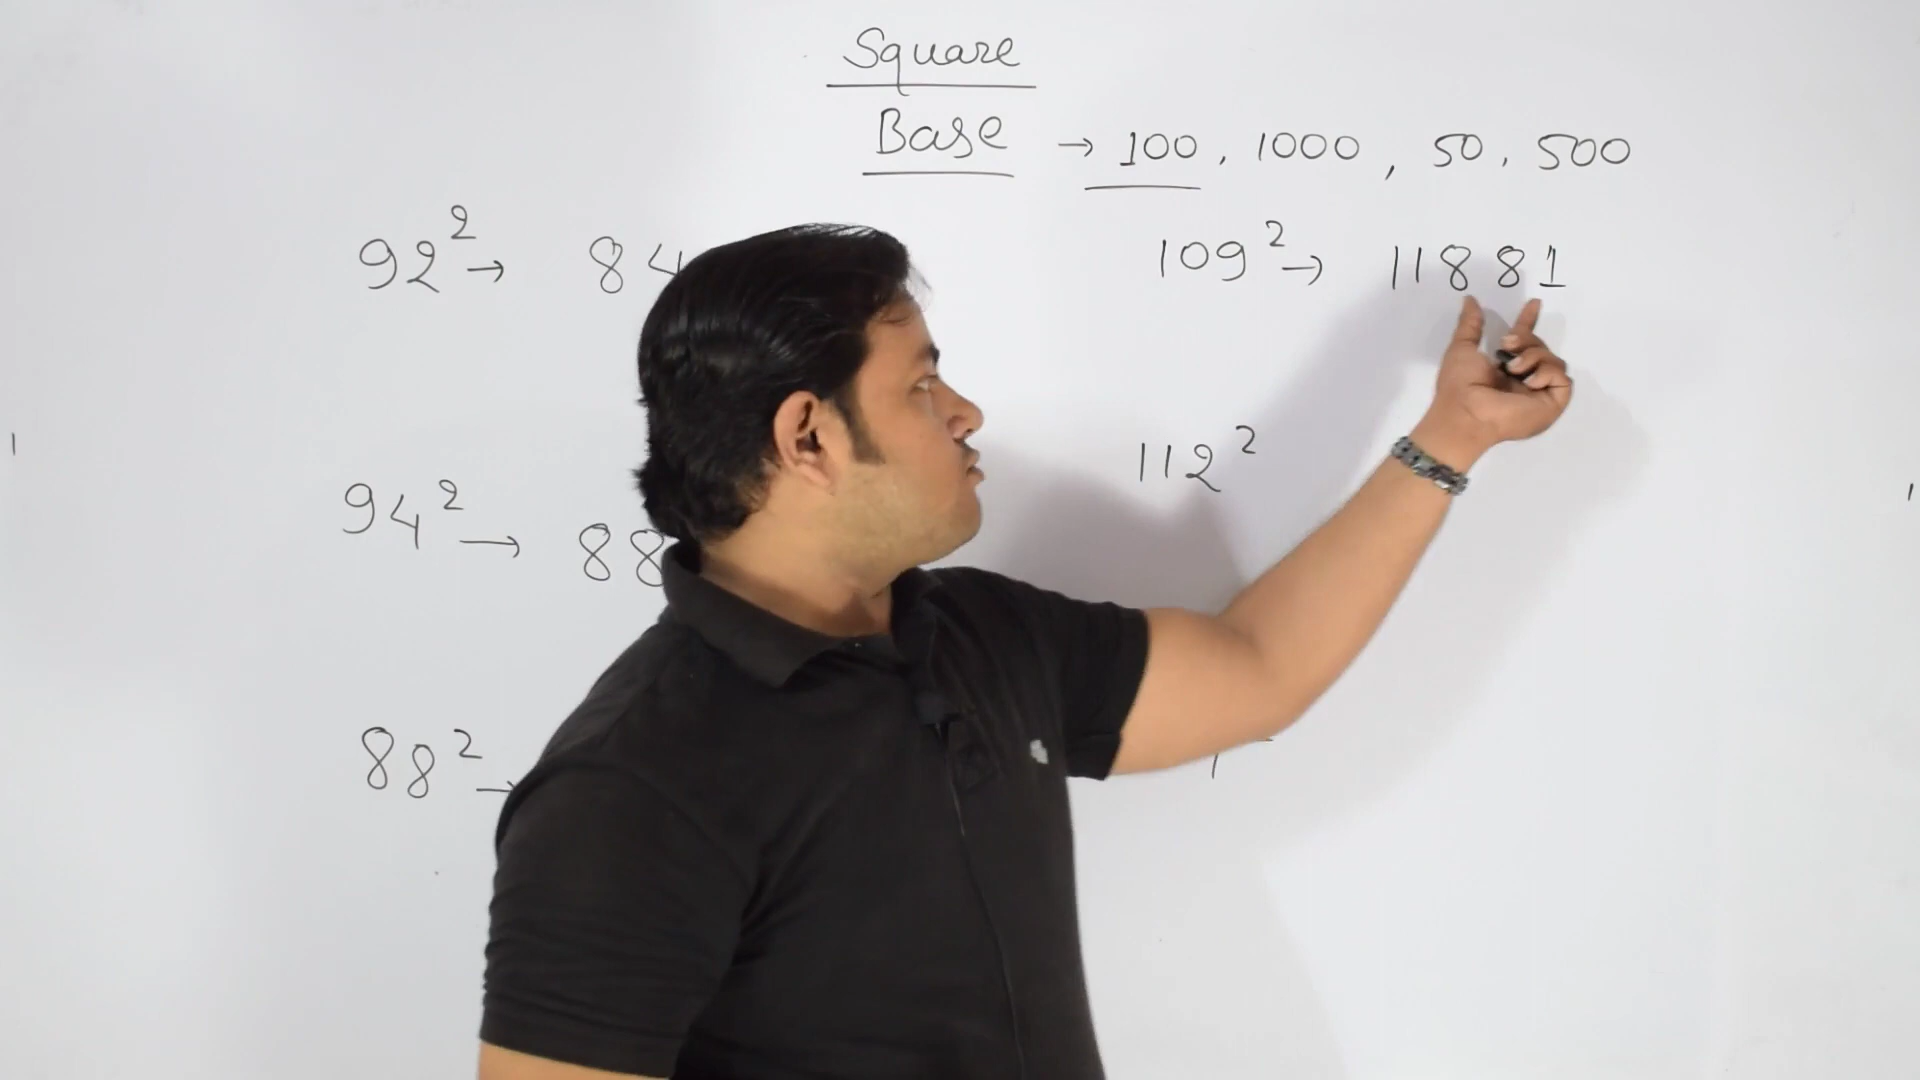 Square
Base → 100, 1000, 50, 500
92² → 84
109² → 11881
112²
94² → 88
88² →